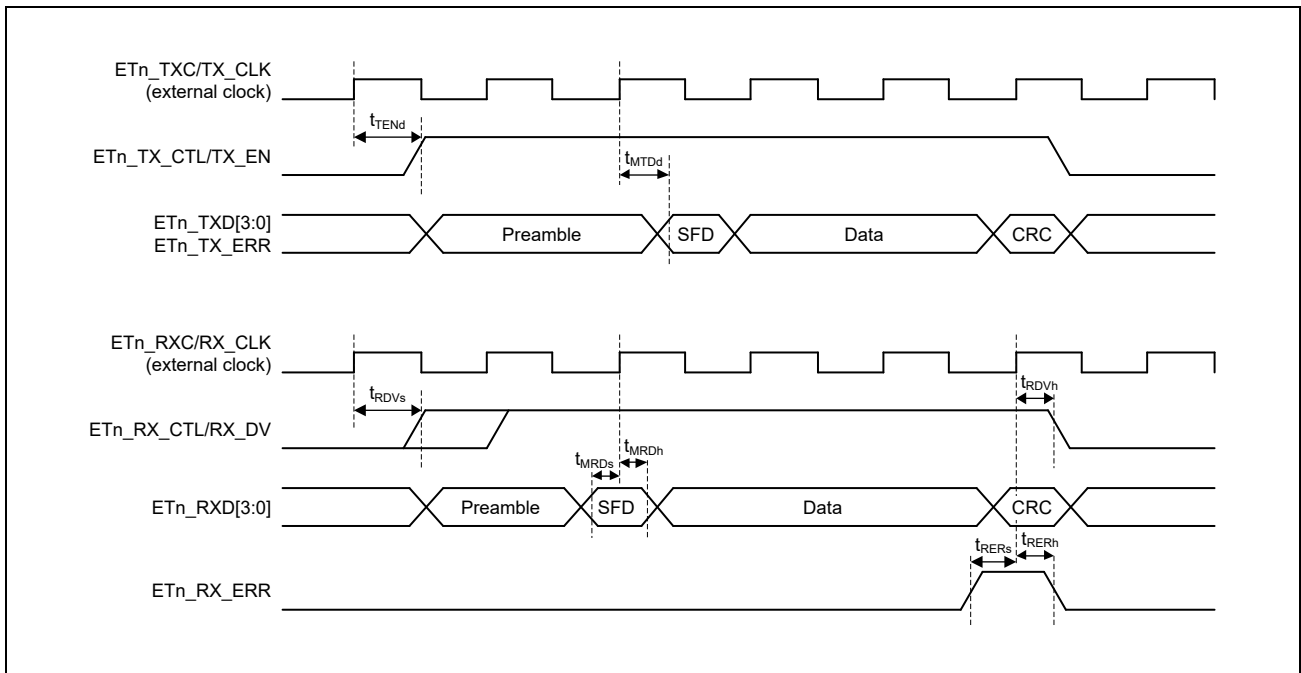 ETn_TXC/TX_CLK
(external clock)
tTENd
ETn_TX_CTL/TX_EN
tMTDd
ETn_TXD[3:0]
ETn_TX_ERR
Preamble SFD Data CRC
ETn_RXC/RX_CLK
(external clock)
tRDVs tRDVh
ETn_RX_CTL/RX_DV
tMRDs tMRDh
ETn_RXD[3:0] Preamble SFD Data CRC
tRERs tRERh
ETn_RX_ERR